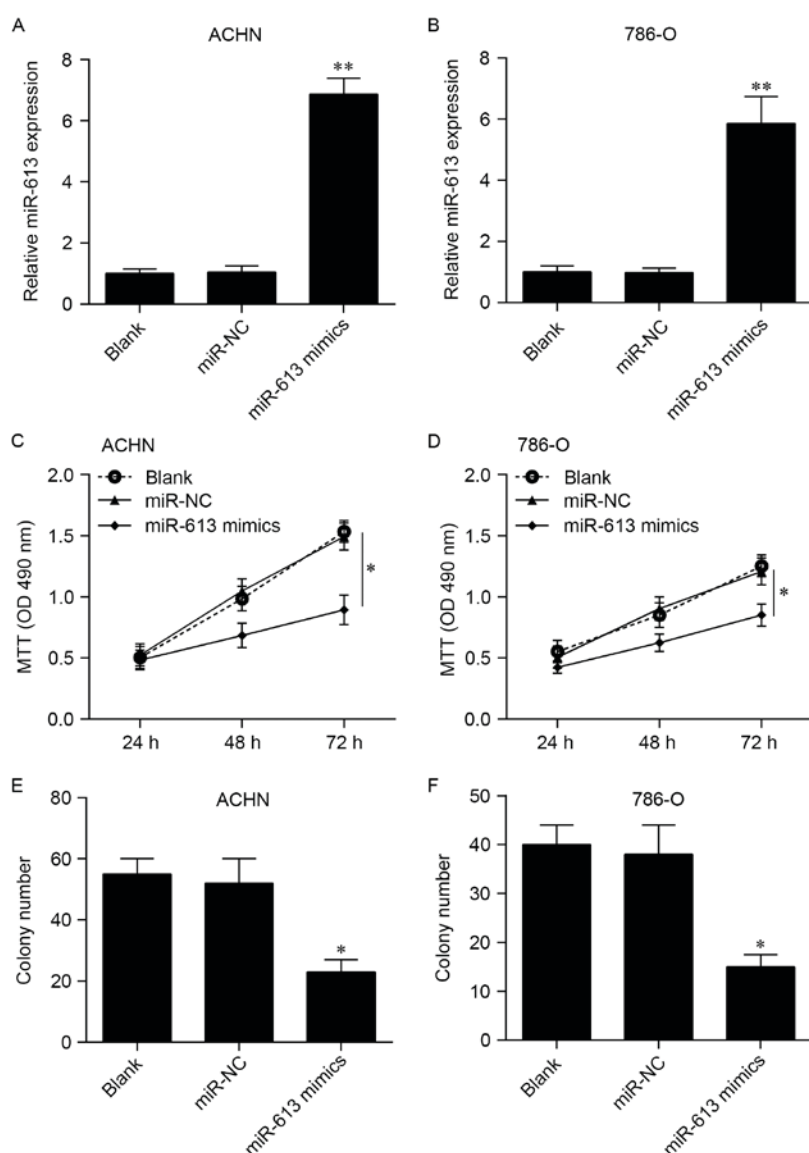 A
ACHN
Relative miR-613 expression
8
6
4
2
0
**
Blank
miR-NC
miR-613 mimics
B
786-O
Relative miR-613 expression
8
6
4
2
0
**
Blank
miR-NC
miR-613 mimics
C
ACHN
MTT (OD 490 nm)
2.0
1.5
1.0
0.5
0.0
Blank
miR-NC
miR-613 mimics
*
24 h
48 h
72 h
D
786-O
MTT (OD 490 nm)
2.0
1.5
1.0
0.5
0.0
Blank
miR-NC
miR-613 mimics
*
24 h
48 h
72 h
E
ACHN
Colony number
80
60
40
20
0
*
Blank
miR-NC
miR-613 mimics
F
786-O
Colony number
50
40
30
20
10
0
*
Blank
miR-NC
miR-613 mimics